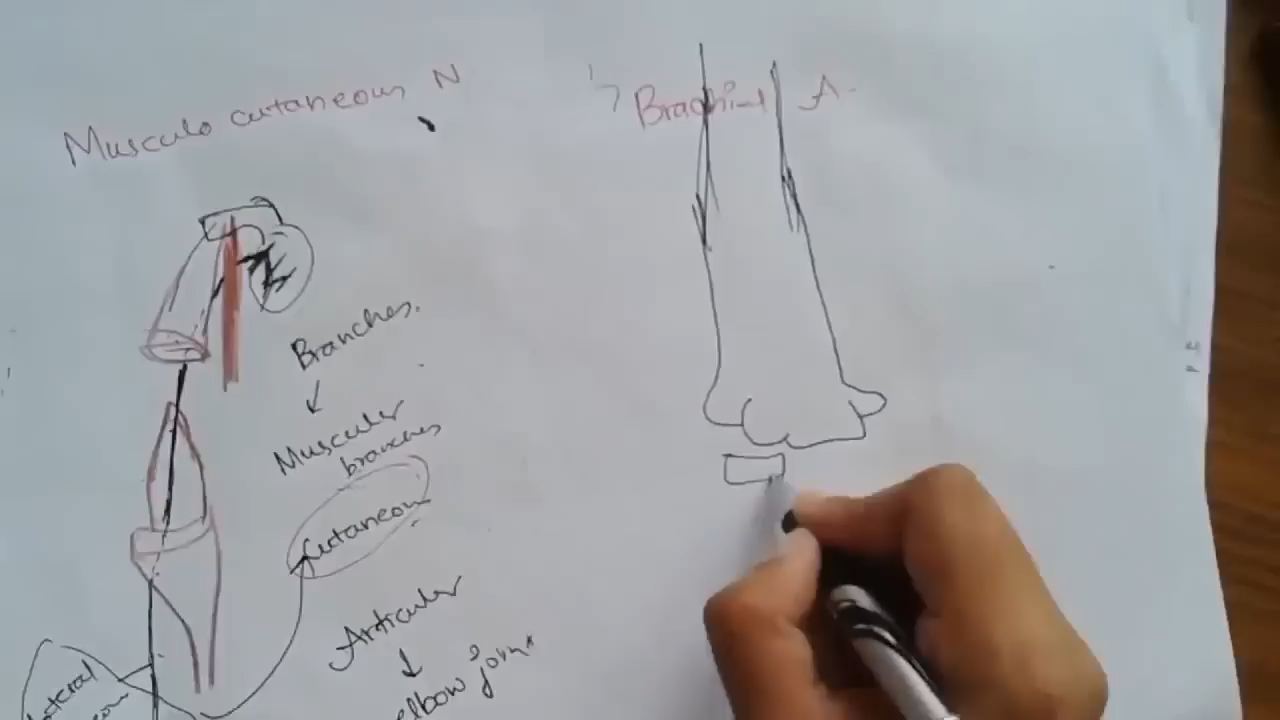 Musculo cutaneous N
Branches.
Muscular
branches
Cutaneous
Articular
elbow joint
Brachial A.